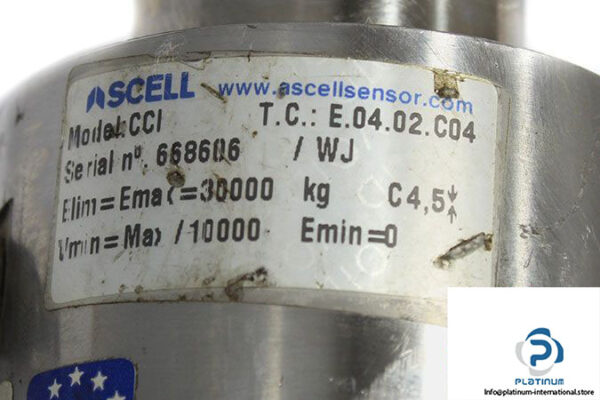 ASCELL www.ascellsensor.com
Model:CCI T.C.: E.04.02.C04
Serial nº. 668606 / WJ
Elim=Emax=30000 kg C4,5
Vmin=Max /10000 Emin=0
PLATINUM
Info@platinum-international.store